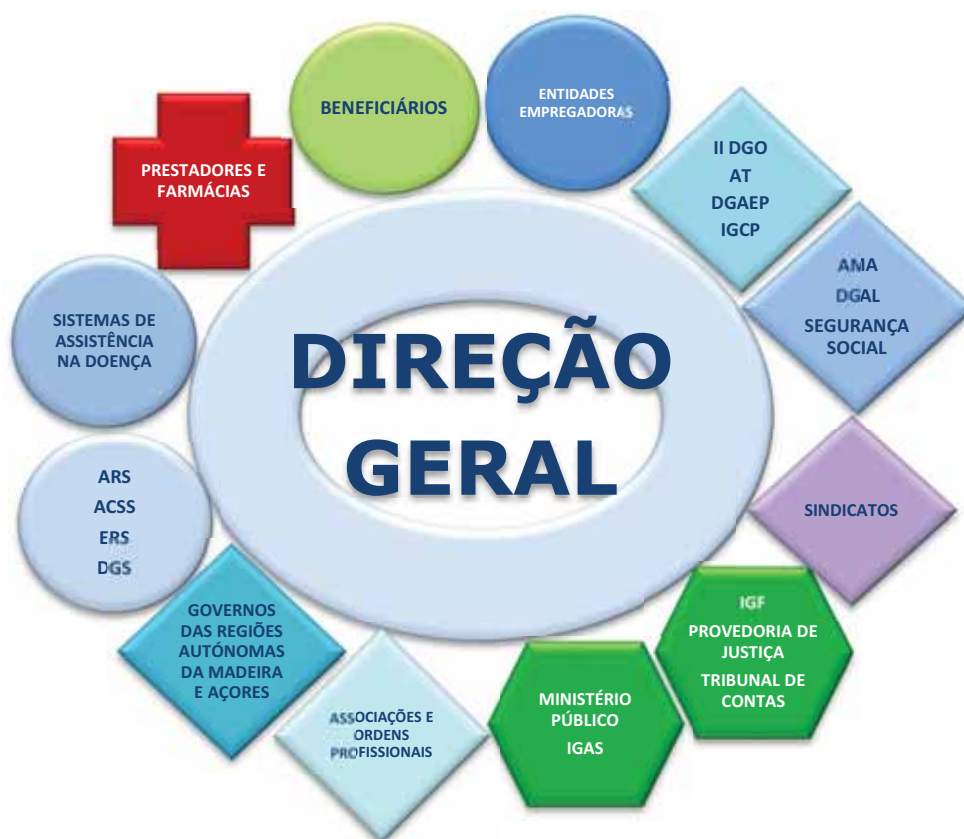 BENEFICIÁRIOS
ENTIDADES
EMPREGADORAS
II DGO
AT
DGAEP
IGCP
AMA
DGAL
SEGURANÇA
SOCIAL
SINDICATOS
IGF
PROVEDORIA DE
JUSTIÇA
TRIBUNAL DE
CONTAS
MINISTÉRIO
PÚBLICO
IGAS
ASSOCIAÇÕES E
ORDENS
PROFISSIONAIS
GOVERNOS
DAS REGIÕES
AUTÓNOMAS
DA MADEIRA
E AÇORES
ARS
ACSS
ERS
DGS
SISTEMAS DE
ASSISTÊNCIA
NA DOENÇA
PRESTADORES E
FARMÁCIAS
DIREÇÃO
GERAL